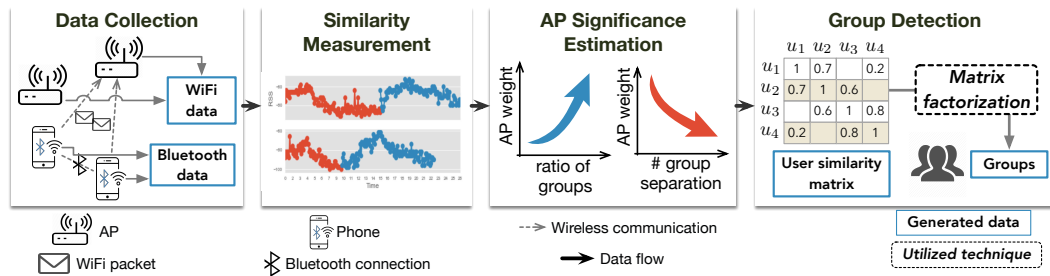 Data Collection
WiFi
data
Bluetooth
data
Similarity
Measurement
RSS
Time
AP Significance
Estimation
AP weight
ratio of
groups
AP weight
# group
separation
Group Detection
u1 u2 u3 u4
u1 1 0.7 0.2
u2 0.7 1 0.6
u3 0.6 1 0.8
u4 0.2 0.8 1
User similarity
matrix
Matrix
factorization
Groups
AP
WiFi packet
Phone
Bluetooth connection
Wireless communication
Data flow
Generated data
Utilized technique